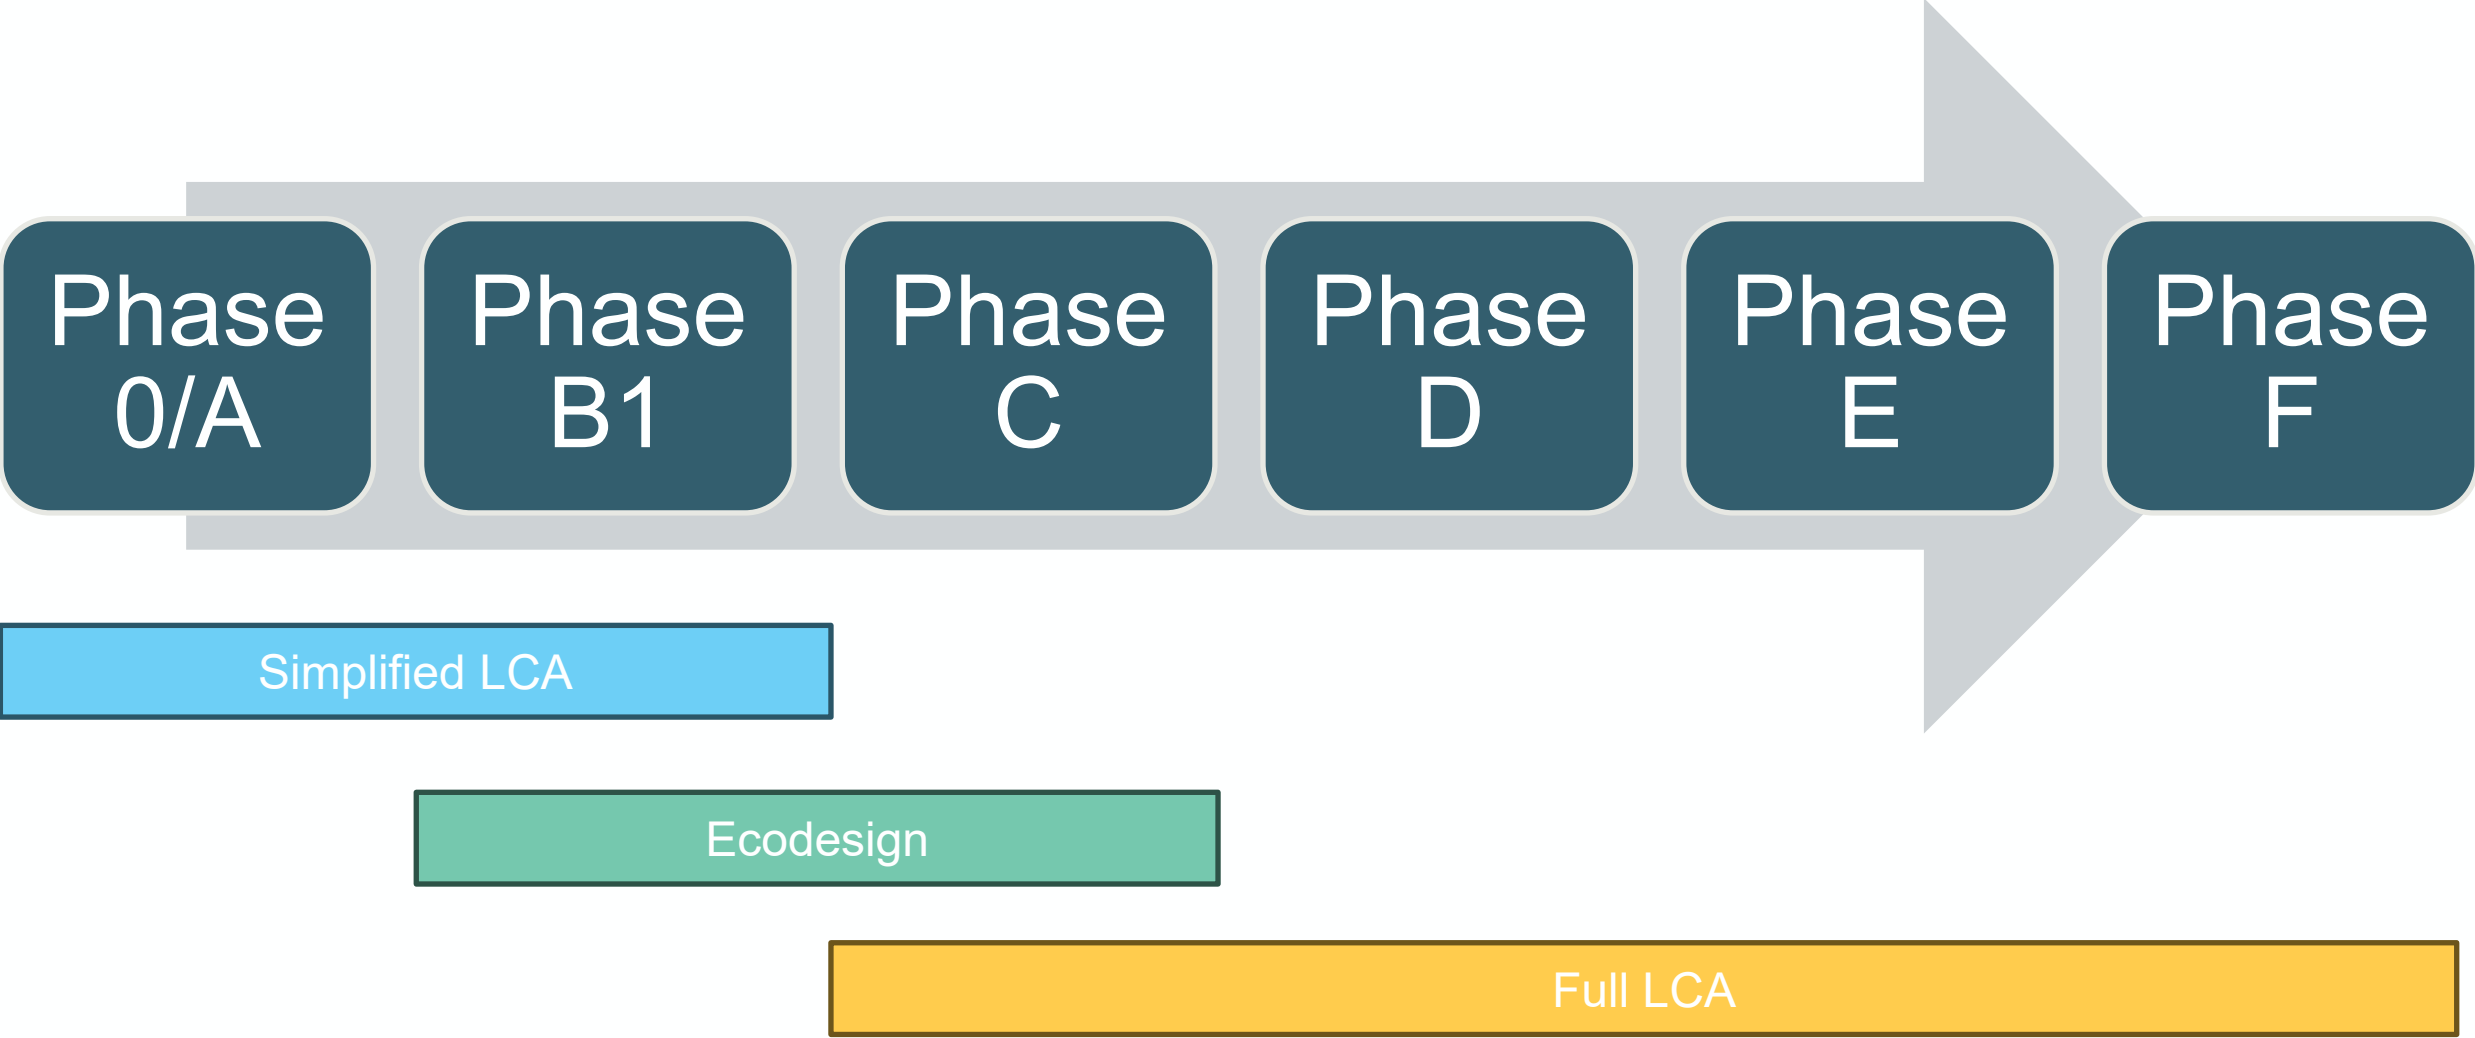 Phase
0/A
Phase
B1
Phase
C
Phase
D
Phase
E
Phase
F
Simplified LCA
Ecodesign
Full LCA